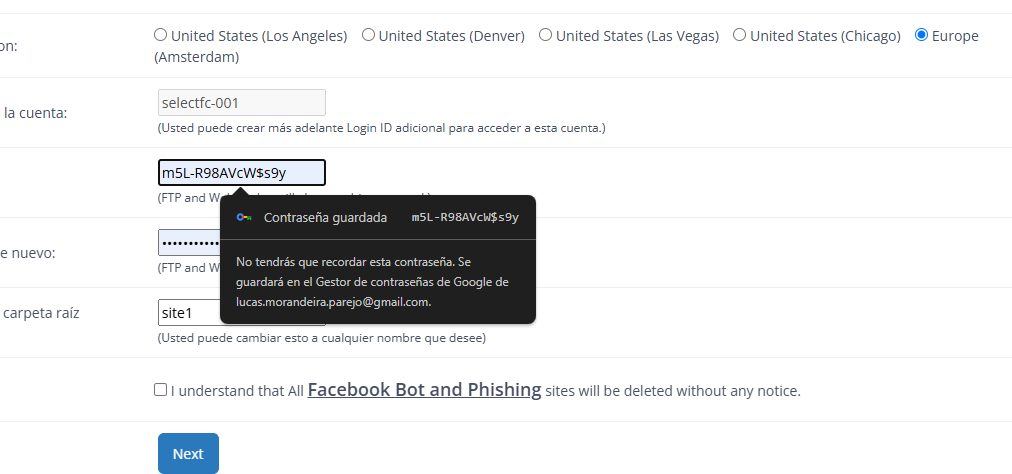 United States (Los Angeles) United States (Denver) United States (Las Vegas) United States (Chicago) Europe
on:
(Amsterdam)
la cuenta:
selectfc-001
(Usted puede crear más adelante Login ID adicional para acceder a esta cuenta.)
m5L-R98AVcW$s9y
(FTP and W
Contraseña guardada m5L-R98AVcW$s9y
e nuevo:
(FTP and W
No tendrás que recordar esta contraseña. Se
guardará en el Gestor de contraseñas de Google de
lucas.morandeira.parejo@gmail.com.
carpeta raíz
site1
(Usted puede cambiar esto a cualquier nombre que desee)
I understand that All Facebook Bot and Phishing sites will be deleted without any notice.
Next